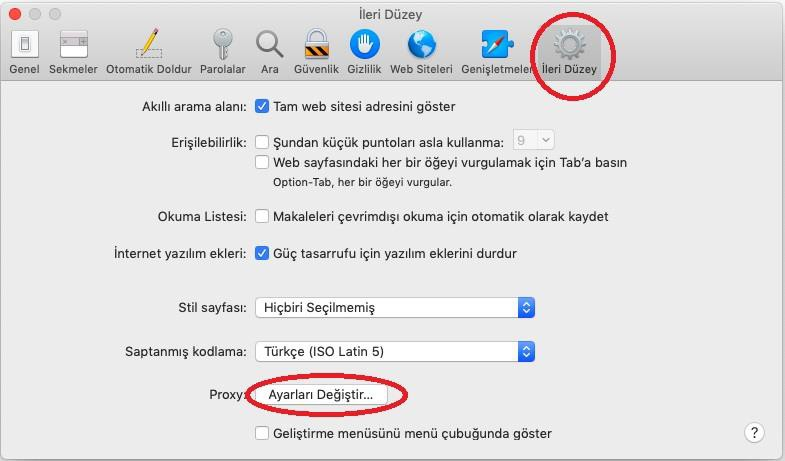 İleri Düzey
Genel Sekmeler Otomatik Doldur Parolalar Ara Güvenlik Gizlilik Web Siteleri Genişletmeler İleri Düzey
Akıllı arama alanı: Tam web sitesi adresini göster
Erişilebilirlik: Şundan küçük puntoları asla kullanma: 9
Web sayfasındaki her bir öğeyi vurgulamak için Tab'a basın
Option-Tab, her bir öğeyi vurgular.
Okuma Listesi: Makaleleri çevrimdışı okuma için otomatik olarak kaydet
İnternet yazılım ekleri: Güç tasarrufu için yazılım eklerini durdur
Stil sayfası: Hiçbiri Seçilmemiş
Saptanmış kodlama: Türkçe (ISO Latin 5)
Proxy: Ayarları Değiştir...
Geliştirme menüsünü menü çubuğunda göster ?